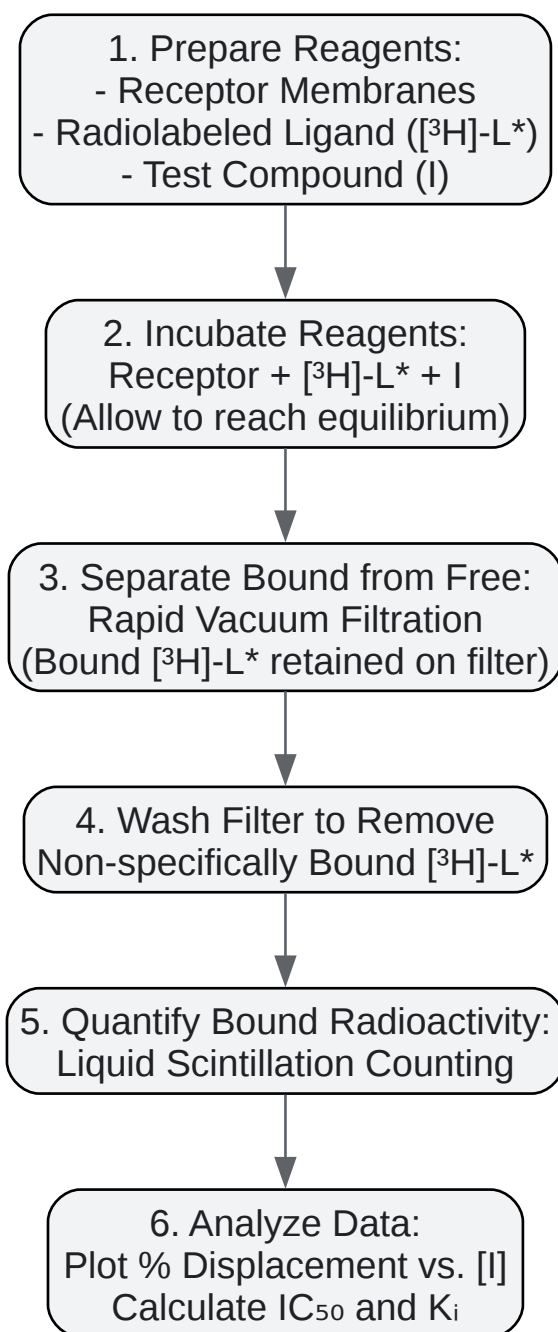 1. Prepare Reagents:
- Receptor Membranes
- Radiolabeled Ligand ([³H]-L*)
- Test Compound (I)
2. Incubate Reagents:
Receptor + [³H]-L* + I
(Allow to reach equilibrium)
3. Separate Bound from Free:
Rapid Vacuum Filtration
(Bound [³H]-L* retained on filter)
4. Wash Filter to Remove
Non-specifically Bound [³H]-L*
5. Quantify Bound Radioactivity:
Liquid Scintillation Counting
6. Analyze Data:
Plot % Displacement vs. [I]
Calculate IC₅₀ and Kᵢ